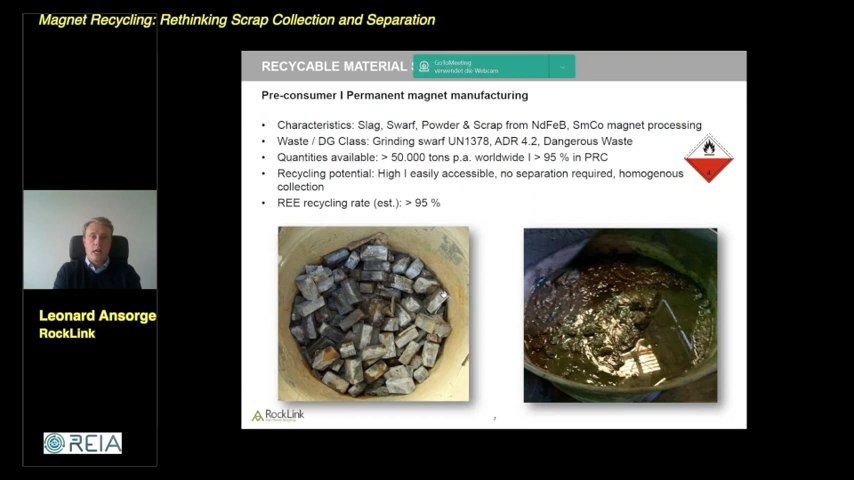 Magnet Recycling: Rethinking Scrap Collection and Separation
RECYCABLE MATERIAL
GoToMeeting
verwendet die Webcam
Pre-consumer I Permanent magnet manufacturing
• Characteristics: Slag, Swarf, Powder & Scrap from NdFeB, SmCo magnet processing
• Waste / DG Class: Grinding swarf UN1378, ADR 4.2, Dangerous Waste
• Quantities available: > 50.000 tons p.a. worldwide I > 95 % in PRC
• Recycling potential: High I easily accessible, no separation required, homogenous
collection
• REE recycling rate (est.): > 95 %
4
Leonard Ansorge
RockLink
RockLink
7
REIA